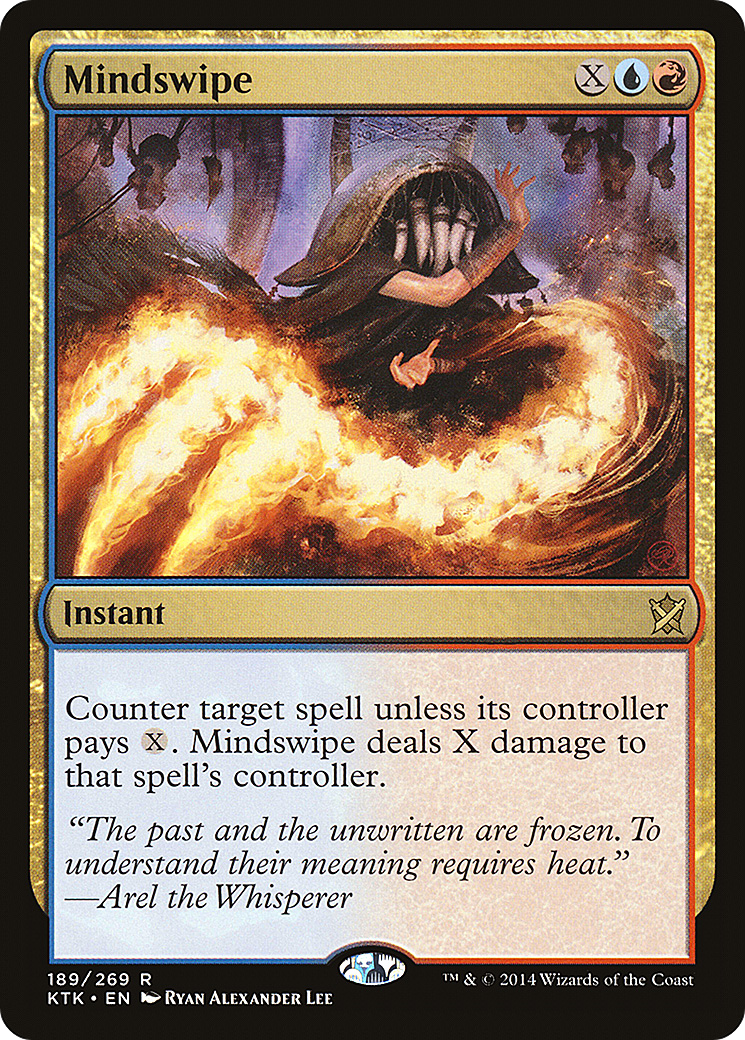 Mindswipe
X
Instant
Counter target spell unless its controller
pays X. Mindswipe deals X damage to
that spell's controller.
“The past and the unwritten are frozen. To
understand their meaning requires heat.”
—Arel the Whisperer
189/269 R
KTK • EN Ryan Alexander Lee
™ & © 2014 Wizards of the Coast